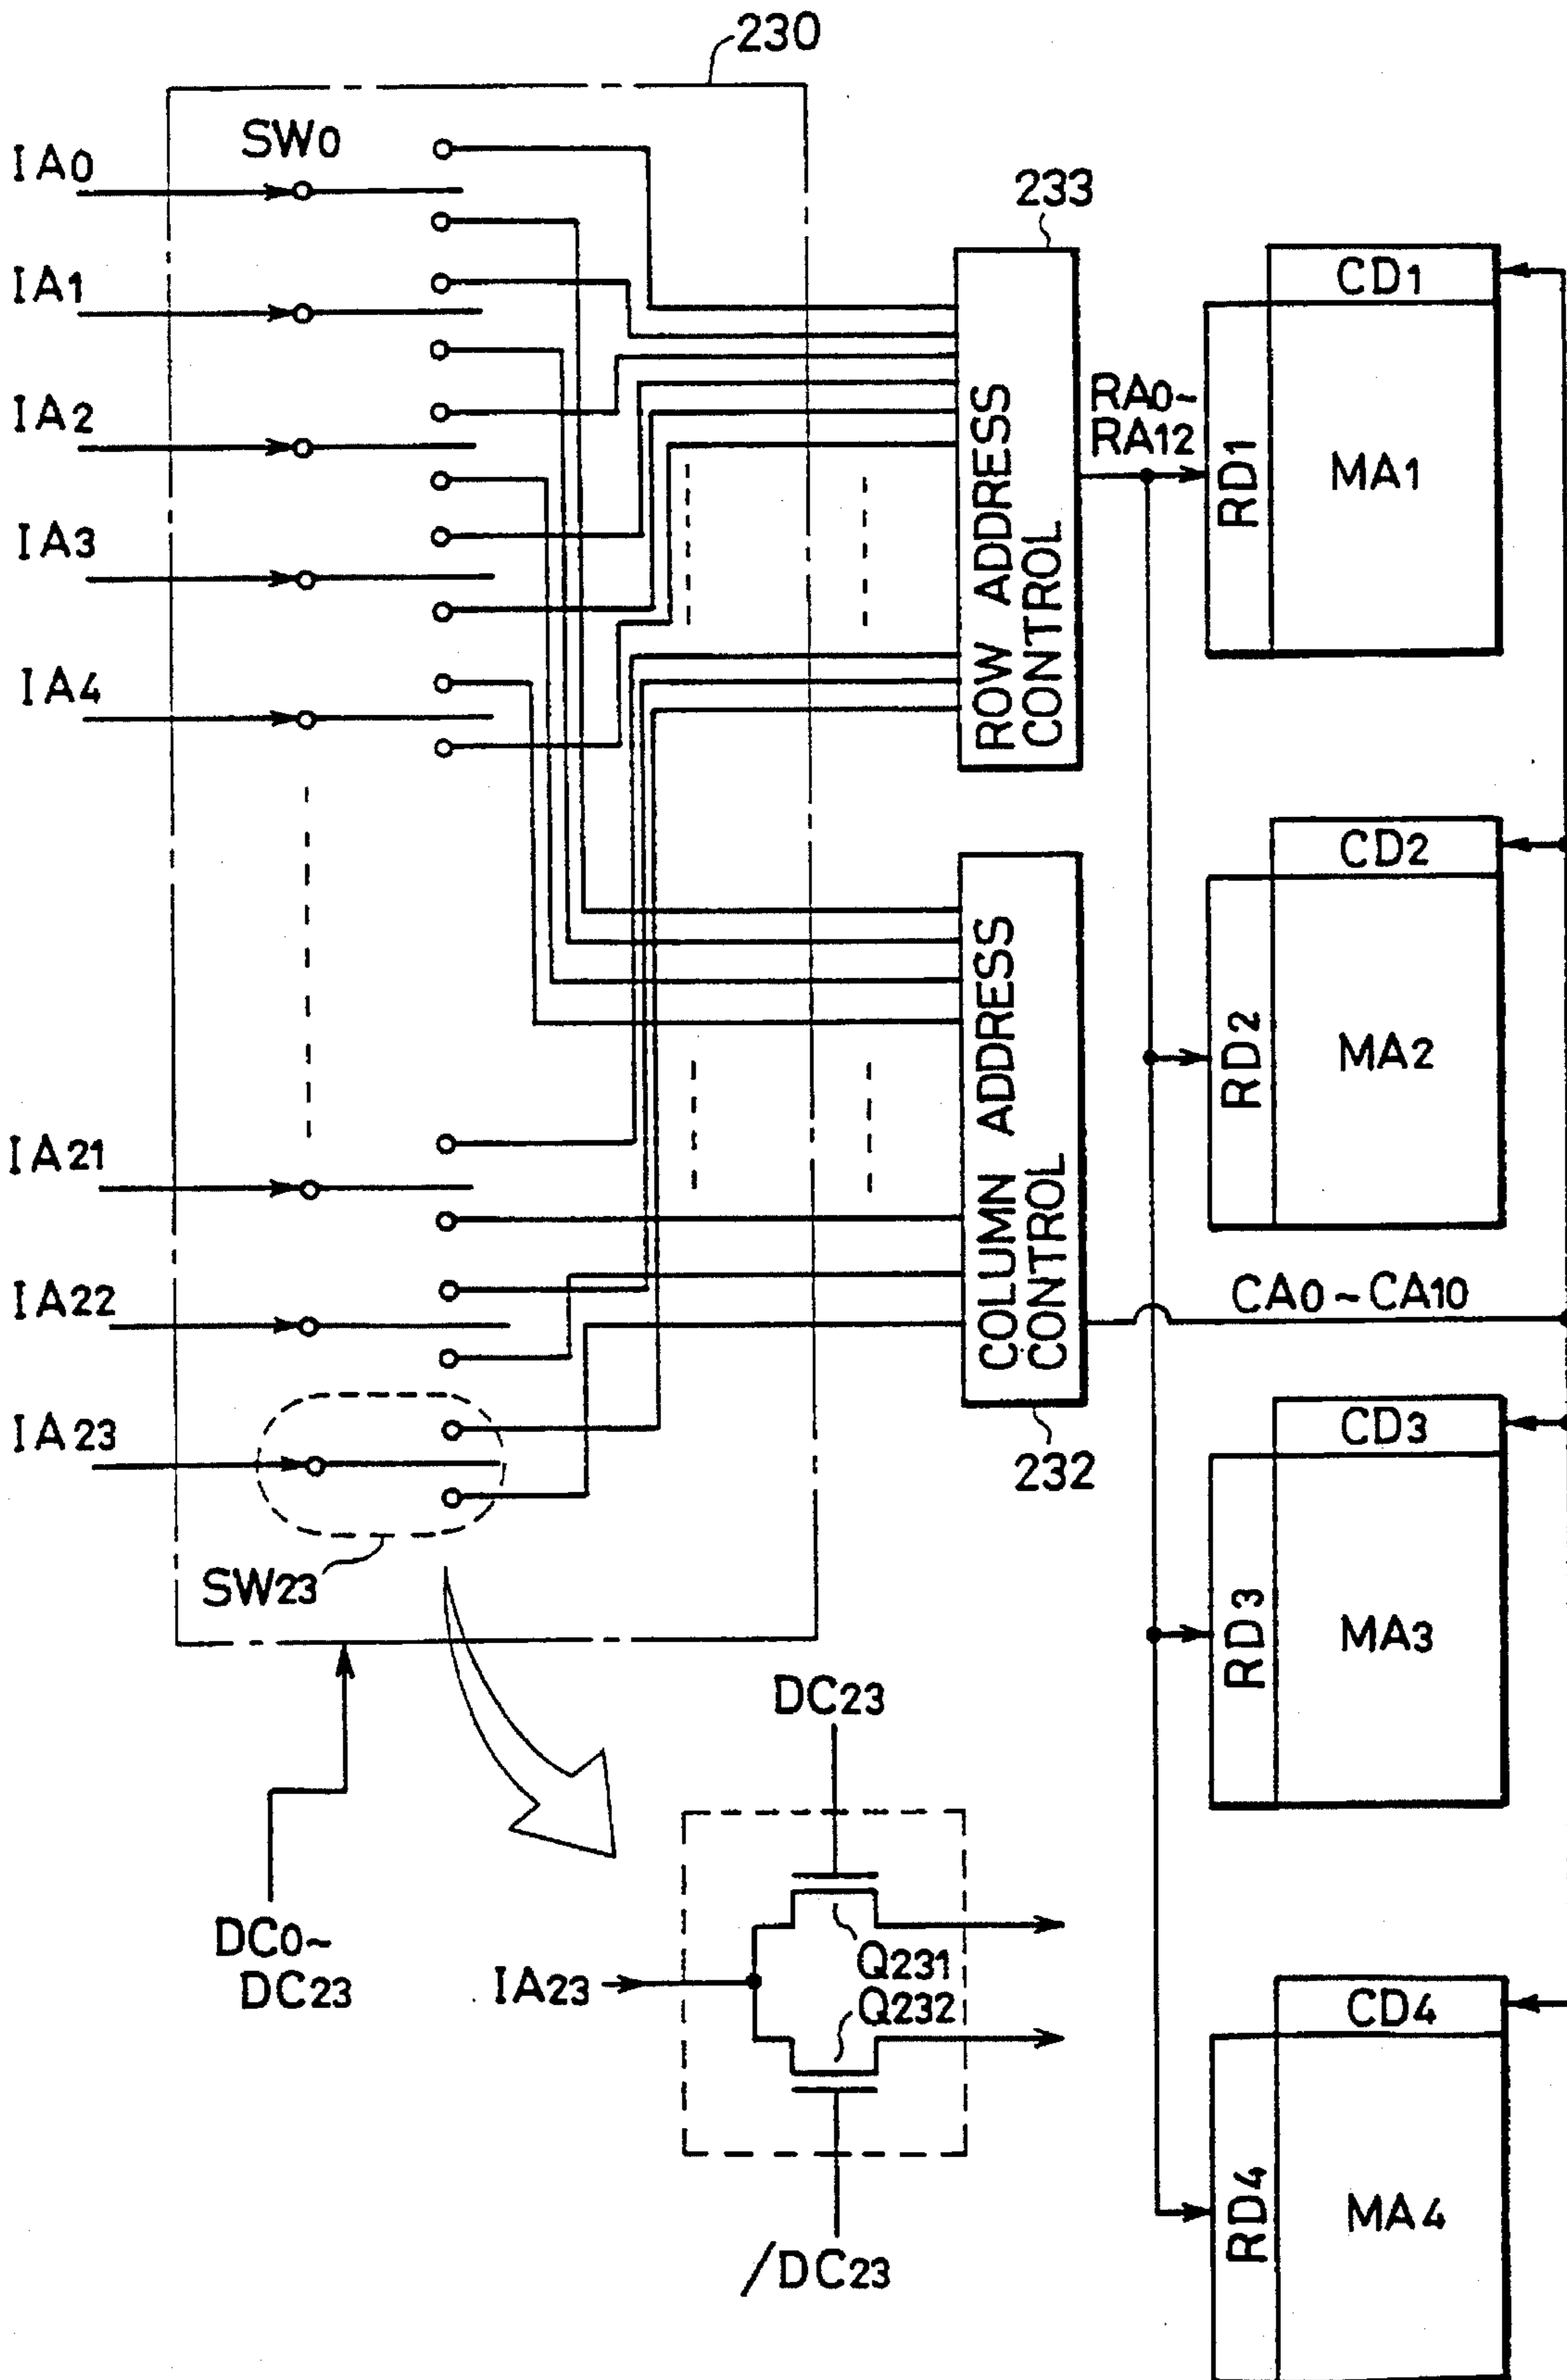 230
IA0
SW0
233
IA1
CD1
IA2
RA0~
RA12
ROW ADDRESS
CONTROL
RD1
MA1
IA3
IA4
CD2
COLUMN ADDRESS
CONTROL
RD2
MA2
IA21
IA22
CA0~CA10
IA23
CD3
232
SW23
RD3
MA3
DC23
DC0~
DC23
Q231
IA23
Q232
CD4
RD4
MA4
/DC23